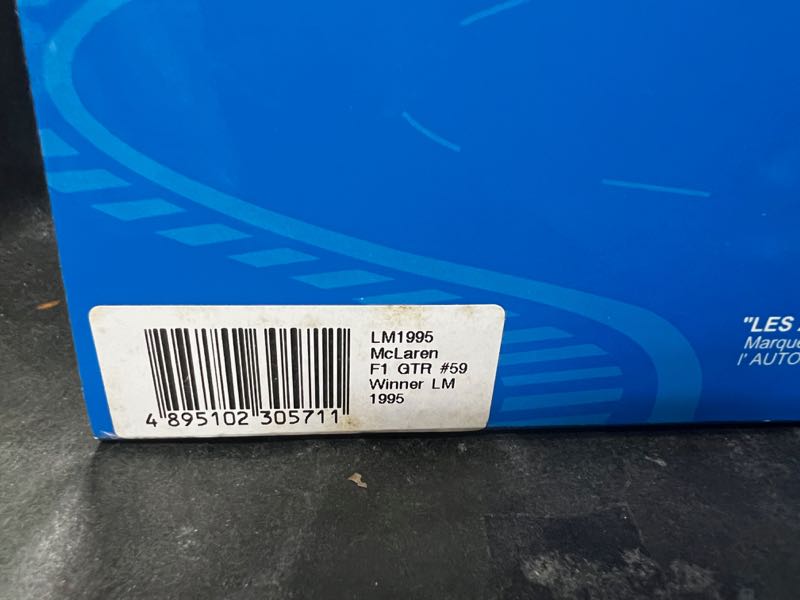 LM1995
McLaren
F1 GTR #59
Winner LM
1995
4 895102 305711
"LES
Marque
l' AUTO